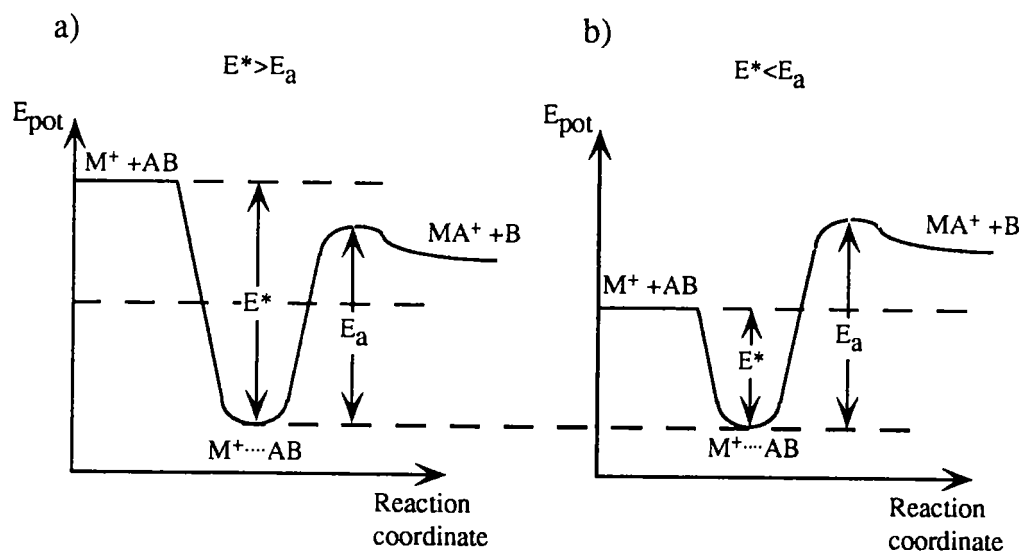 a)
E*>Ea
Epot
M+ +AB
MA+ +B
E*
Ea
M+····AB
Reaction
coordinate
b)
E*<Ea
Epot
M+ +AB
MA+ +B
E*
Ea
M+····AB
Reaction
coordinate